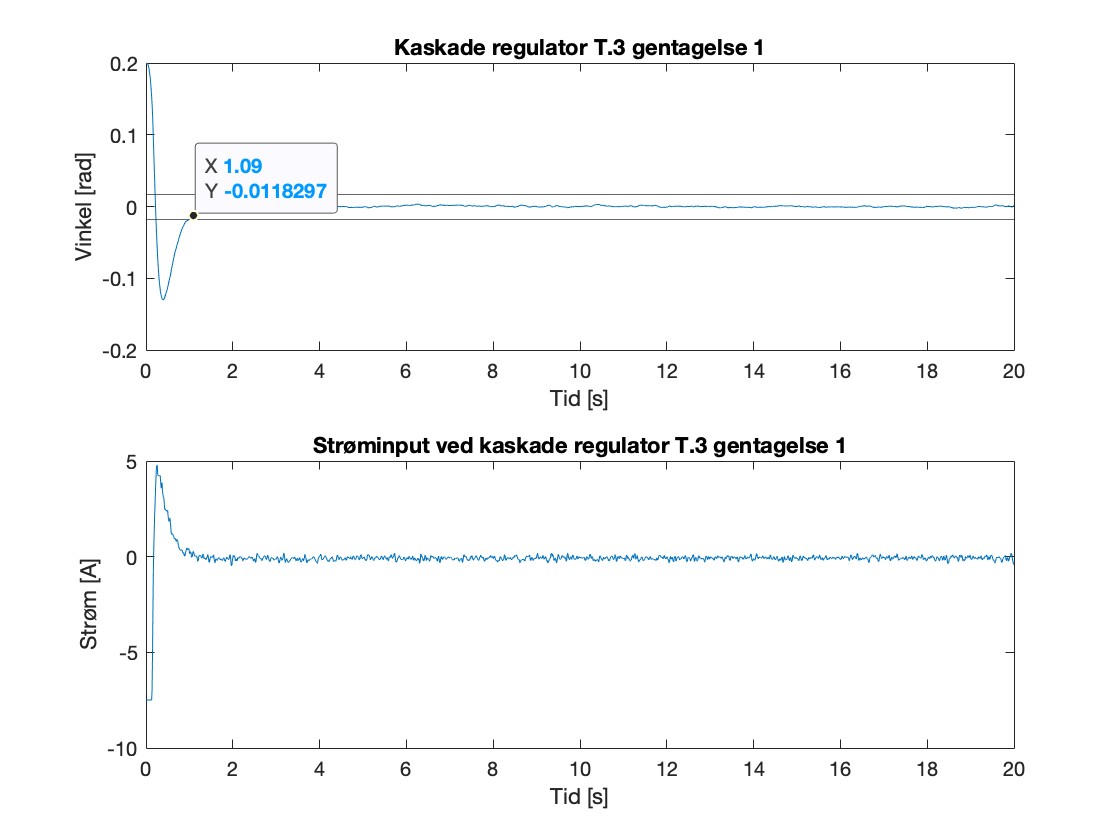 Kaskade regulator T.3 gentagelse 1
0.2
0.1
0
-0.1
-0.2
Vinkel [rad]
X 1.09
Y -0.0118297
0 2 4 6 8 10 12 14 16 18 20
Tid [s]
Strøminput ved kaskade regulator T.3 gentagelse 1
5
0
-5
-10
Strøm [A]
0 2 4 6 8 10 12 14 16 18 20
Tid [s]